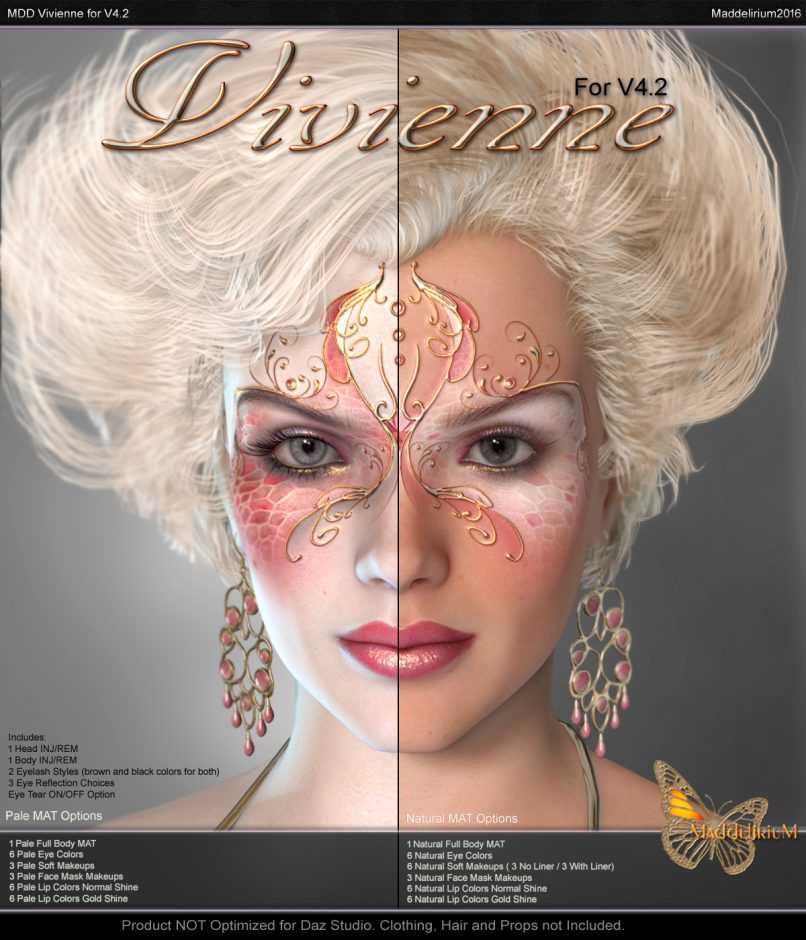 MDD Vivienne for V4.2
Maddelirium2016
Vivienne
For V4.2
Includes:
1 Head INJ/REM
1 Body INJ/REM
2 Eyelash Styles (brown and black colors for both)
3 Eye Reflection Choices
Eye Tear ON/OFF Option
Pale MAT Options
1 Pale Full Body MAT
6 Pale Eye Colors
3 Pale Soft Makeups
3 Pale Face Mask Makeups
6 Pale Lip Colors Normal Shine
6 Pale Lip Colors Gold Shine
Natural MAT Options
1 Natural Full Body MAT
6 Natural Eye Colors
6 Natural Soft Makeups ( 3 No Liner / 3 With Liner)
3 Natural Face Mask Makeups
6 Natural Lip Colors Normal Shine
6 Natural Lip Colors Gold Shine
MaddeliriuM
Product NOT Optimized for Daz Studio. Clothing, Hair and Props not Included.